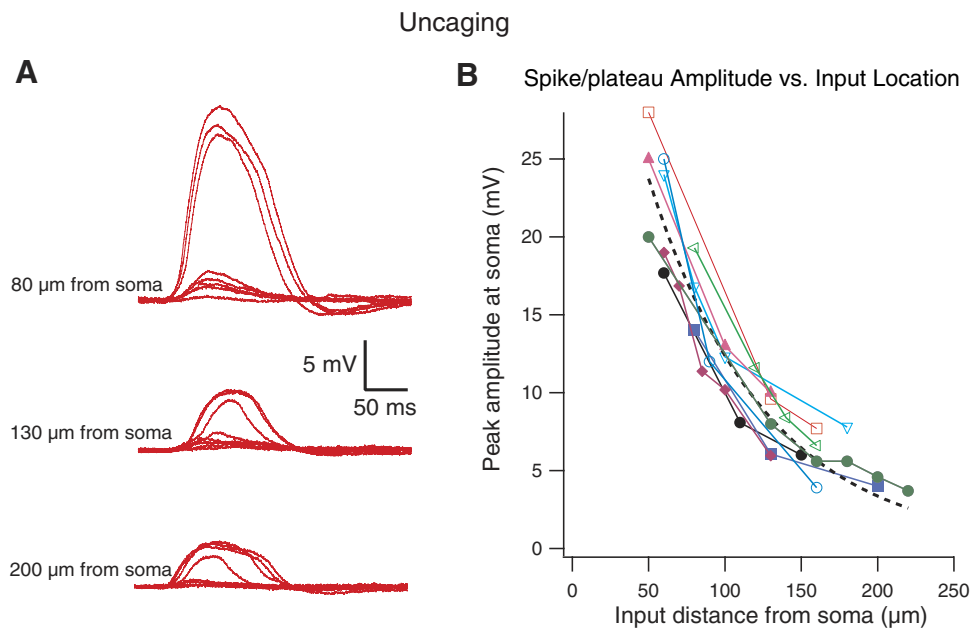 Uncaging
A
80 µm from soma
5 mV
50 ms
130 µm from soma
200 µm from soma
B
Spike/plateau Amplitude vs. Input Location
Peak amplitude at soma (mV)
25
20
15
10
5
0
0 50 100 150 200 250
Input distance from soma (µm)